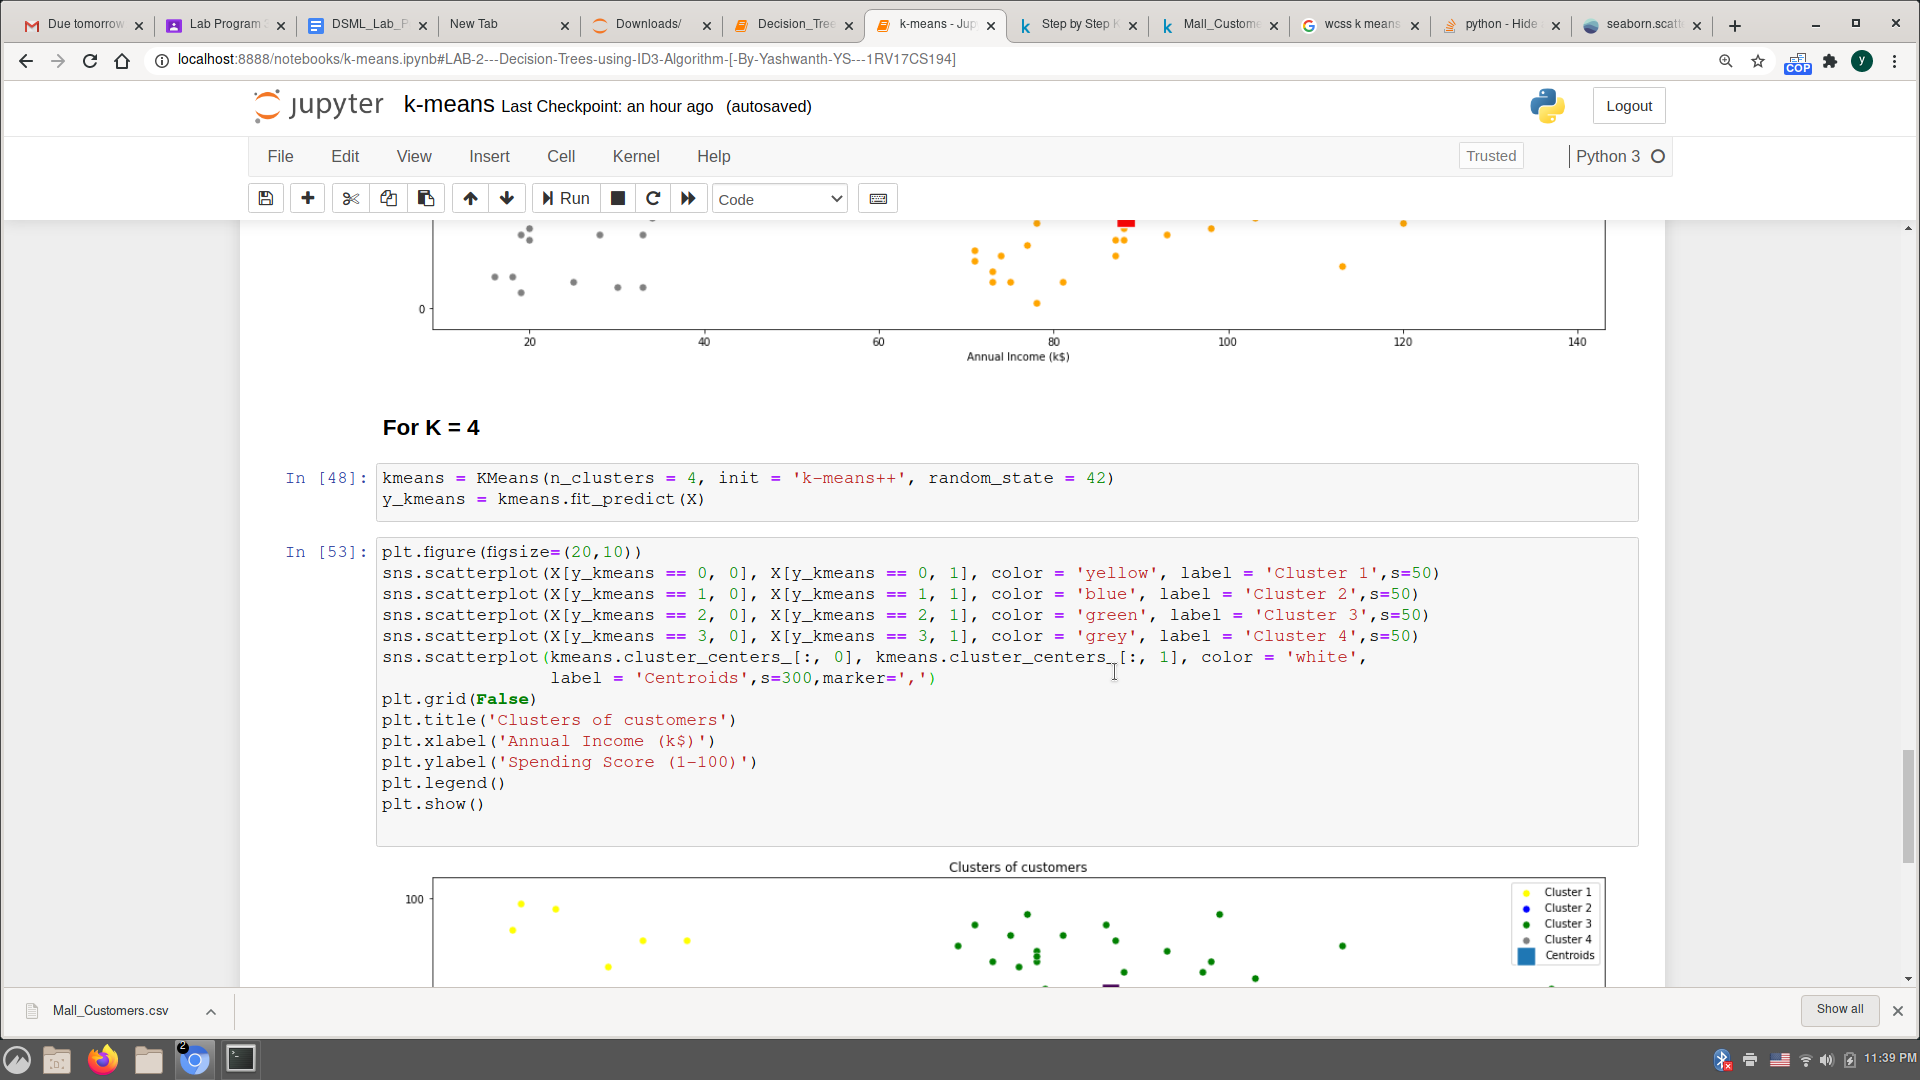 Due tomorrow
Lab Program
DSML_Lab_P
New Tab
Downloads/
Decision_Tree
k-means - Jup
Step by Step K
Mall_Custome
wcss k means
python - Hide
seaborn.scatt
localhost:8888/notebooks/k-means.ipynb#LAB-2---Decision-Trees-using-ID3-Algorithm-[-By-Yashwanth-YS---1RV17CS194]
COP
y
jupyter k-means Last Checkpoint: an hour ago (autosaved)
Logout
File Edit View Insert Cell Kernel Help
Trusted
Python 3
Run
Code
0
20 40 60 80 100 120 140
Annual Income (k$)
For K = 4
In [48]:
kmeans = KMeans(n_clusters = 4, init = 'k-means++', random_state = 42)
y_kmeans = kmeans.fit_predict(X)
In [53]:
plt.figure(figsize=(20,10))
sns.scatterplot(X[y_kmeans == 0, 0], X[y_kmeans == 0, 1], color = 'yellow', label = 'Cluster 1',s=50)
sns.scatterplot(X[y_kmeans == 1, 0], X[y_kmeans == 1, 1], color = 'blue', label = 'Cluster 2',s=50)
sns.scatterplot(X[y_kmeans == 2, 0], X[y_kmeans == 2, 1], color = 'green', label = 'Cluster 3',s=50)
sns.scatterplot(X[y_kmeans == 3, 0], X[y_kmeans == 3, 1], color = 'grey', label = 'Cluster 4',s=50)
sns.scatterplot(kmeans.cluster_centers_[:, 0], kmeans.cluster_centers_[:, 1], color = 'white',
label = 'Centroids',s=300,marker=',')
plt.grid(False)
plt.title('Clusters of customers')
plt.xlabel('Annual Income (k$)')
plt.ylabel('Spending Score (1-100)')
plt.legend()
plt.show()
Clusters of customers
100
Cluster 1
Cluster 2
Cluster 3
Cluster 4
Centroids
Mall_Customers.csv
Show all
2
11:39 PM